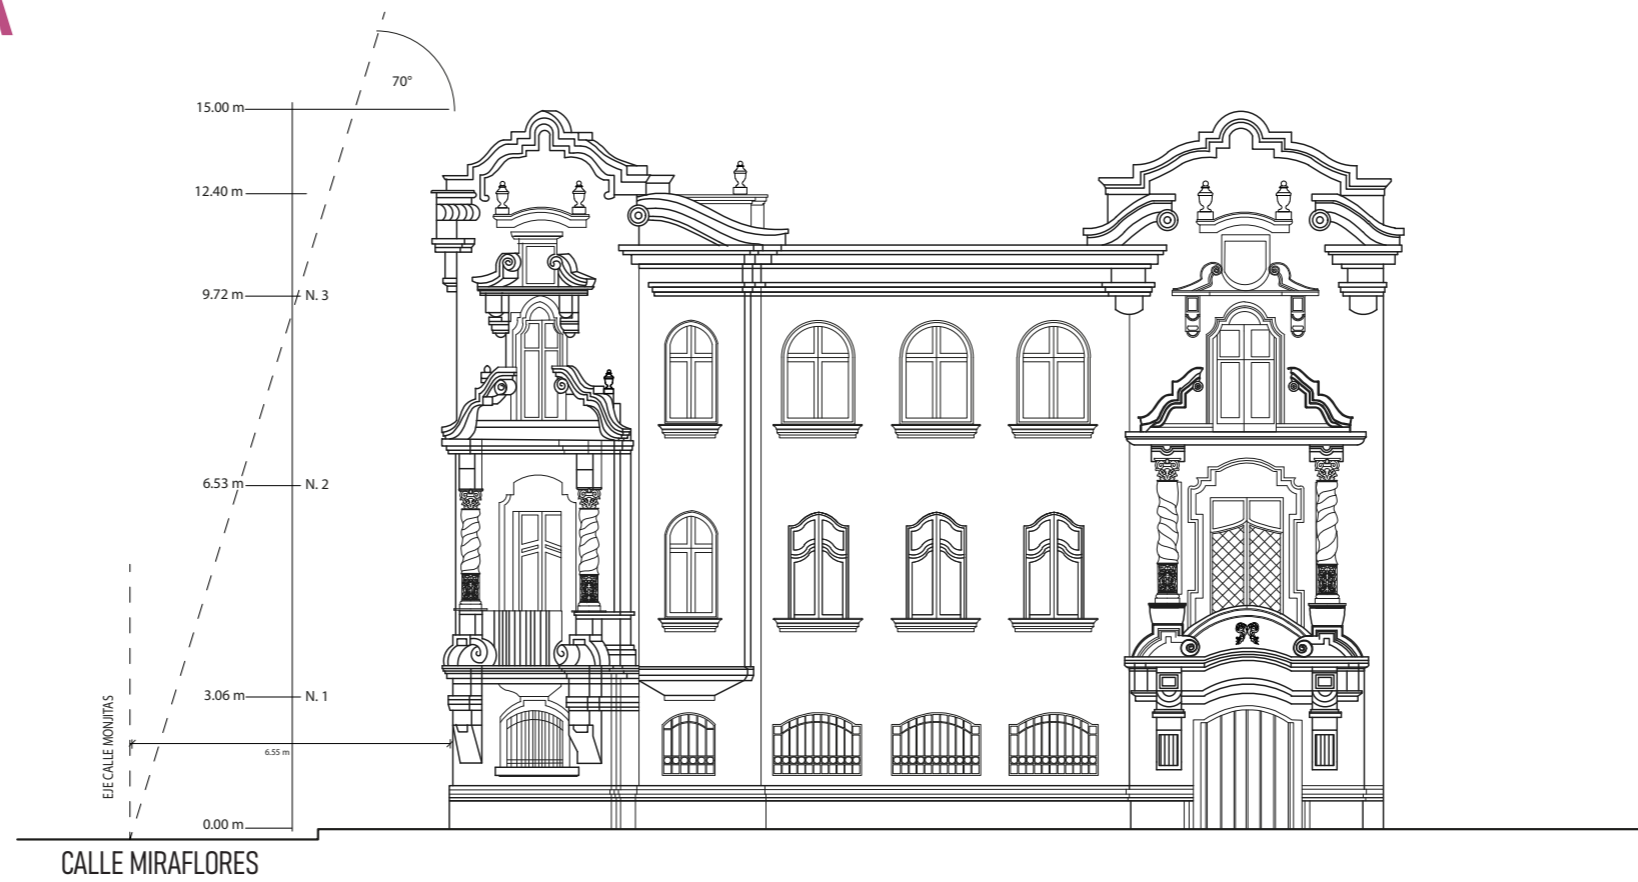 A
70°
15.00 m
12.40 m
9.72 m N. 3
6.53 m N. 2
3.06 m N. 1
EJE CALLE MONJITAS
6.55 m
0.00 m
CALLE MIRAFLORES